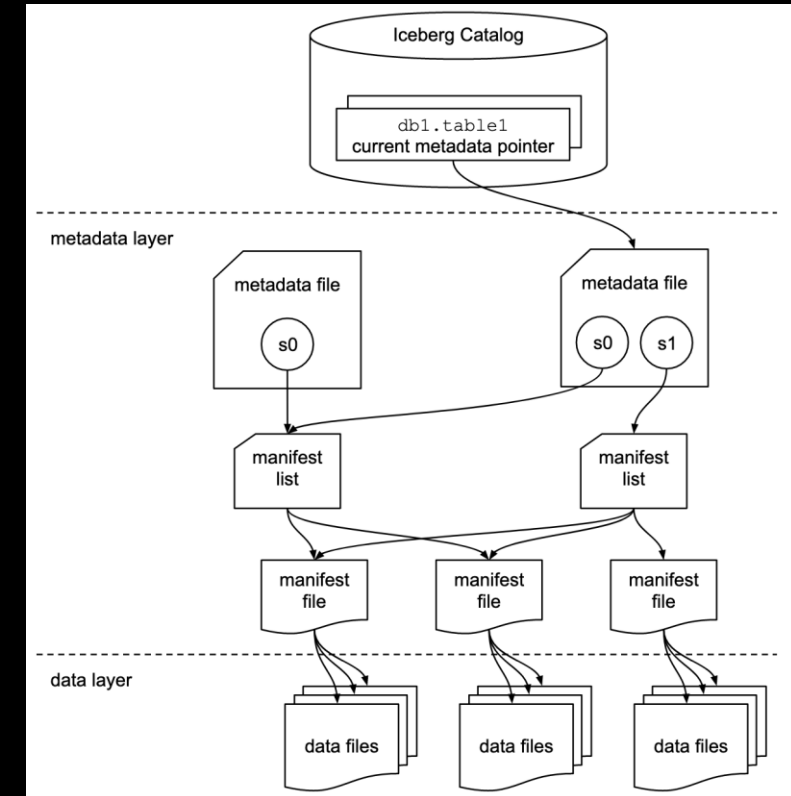 Iceberg Catalog
db1.table1
current metadata pointer
metadata layer
metadata file
metadata file
s0
s0
s1
manifest
list
manifest
list
manifest
file
manifest
file
manifest
file
data layer
data files
data files
data files